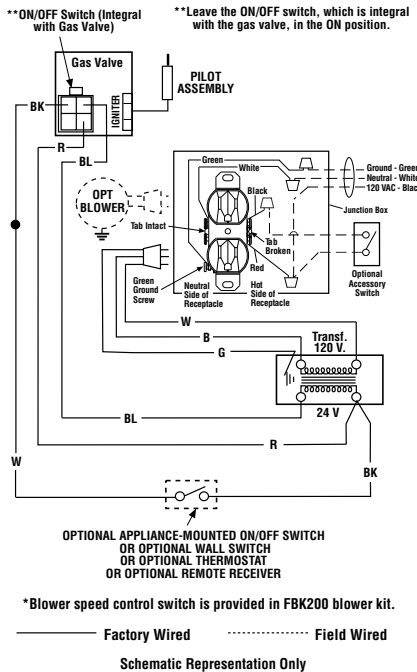 **ON/OFF Switch (Integral
with Gas Valve)
**Leave the ON/OFF switch, which is integral
with the gas valve, in the ON position.
Gas Valve
PILOT
ASSEMBLY
IGNITER
BK
R
BL
Green
White
Ground - Green
Neutral - White
120 VAC - Black
OPT
BLOWER
Black
Junction Box
Tab Intact
Tab
Broken
Red
Green
Ground
Screw
Neutral
Side of
Receptacle
Hot
Side of
Receptacle
Optional
Accessory
Switch
W
B
G
Transf.
120 V.
24 V
BL
R
W
BK
OPTIONAL APPLIANCE-MOUNTED ON/OFF SWITCH
OR OPTIONAL WALL SWITCH
OR OPTIONAL THERMOSTAT
OR OPTIONAL REMOTE RECEIVER
*Blower speed control switch is provided in FBK200 blower kit.
Factory Wired
Field Wired
Schematic Representation Only